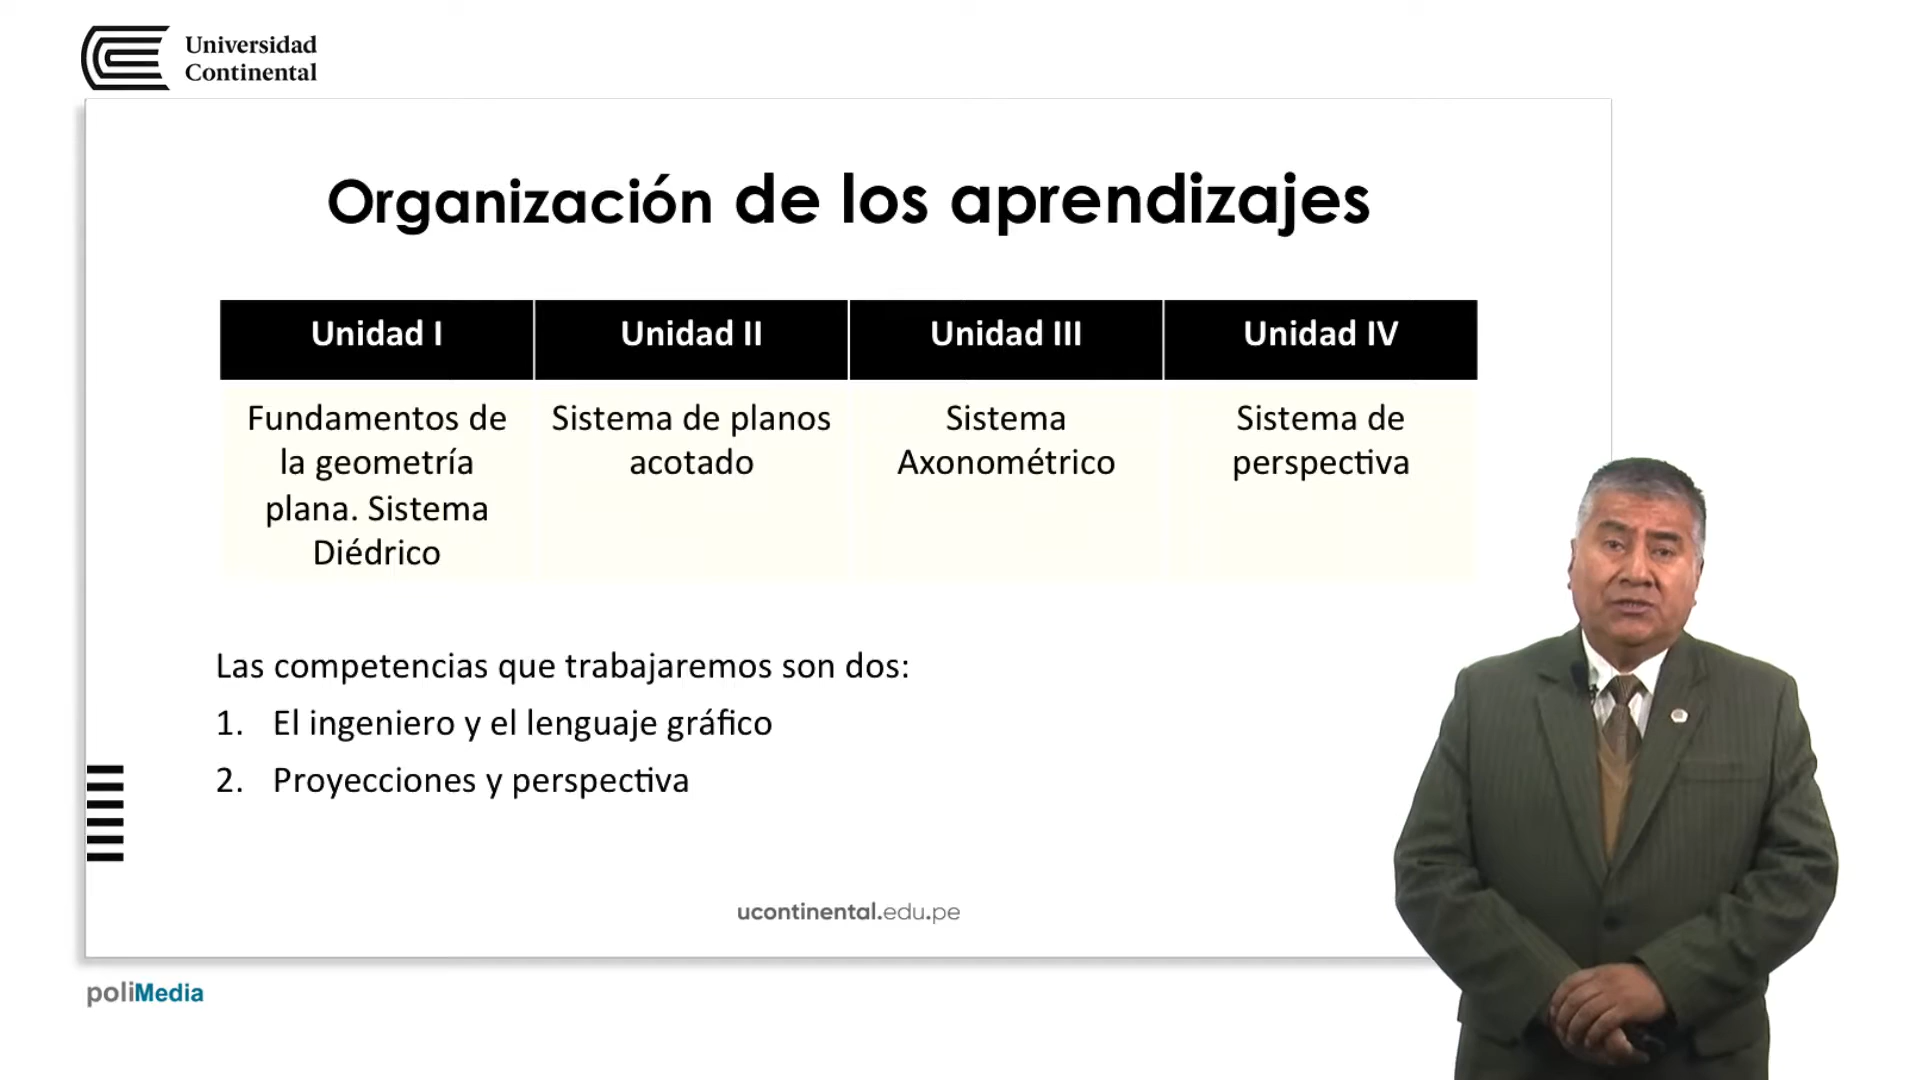 Universidad
Continental
Organización de los aprendizajes
Unidad I
Unidad II
Unidad III
Unidad IV
Fundamentos de
la geometría
plana. Sistema
Diédrico
Sistema de planos
acotado
Sistema
Axonométrico
Sistema de
perspectiva
Las competencias que trabajaremos son dos:
1. El ingeniero y el lenguaje gráfico
2. Proyecciones y perspectiva
ucontinental.edu.pe
poliMedia